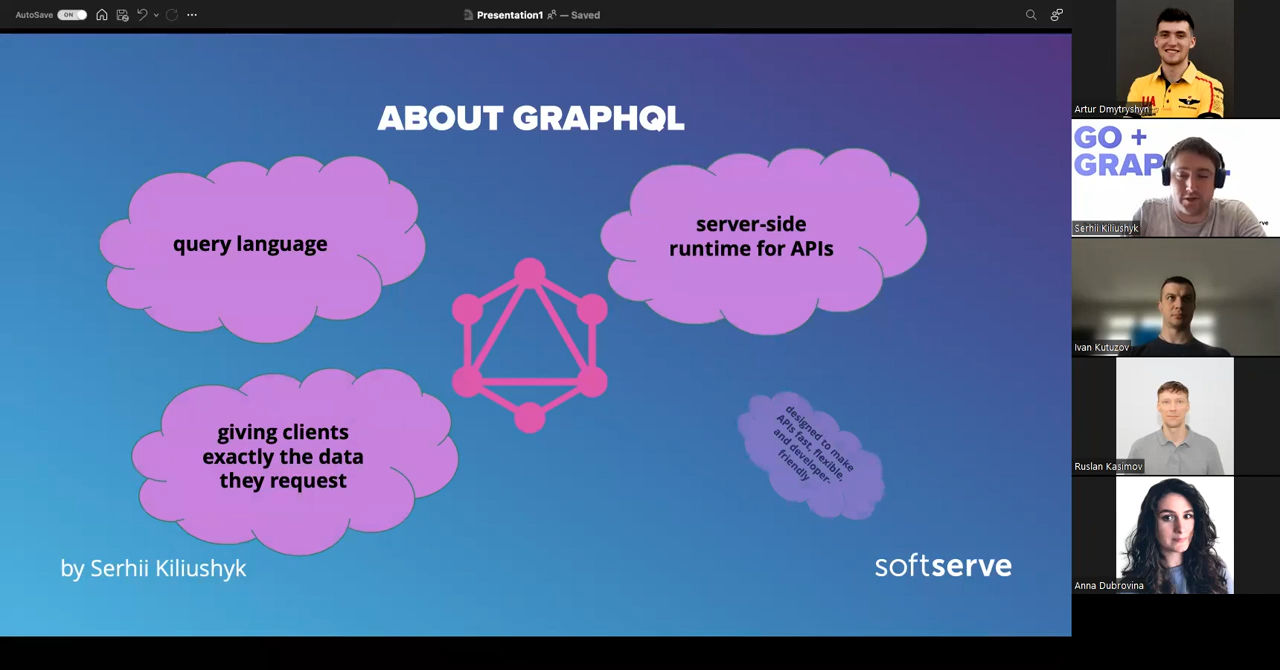 AutoSave ON
Presentation1 — Saved
ABOUT GRAPHQL
query language
server-side
runtime for APIs
giving clients
exactly the data
they request
designed to make
APIs fast, flexible,
and developer-
friendly
by Serhii Kiliushyk
softserve
UA
Artur Dmytryshyn
GO +
Serhii Kiliushyk
Ivan Kutuzov
Ruslan Kasimov
Anna Dubrovina